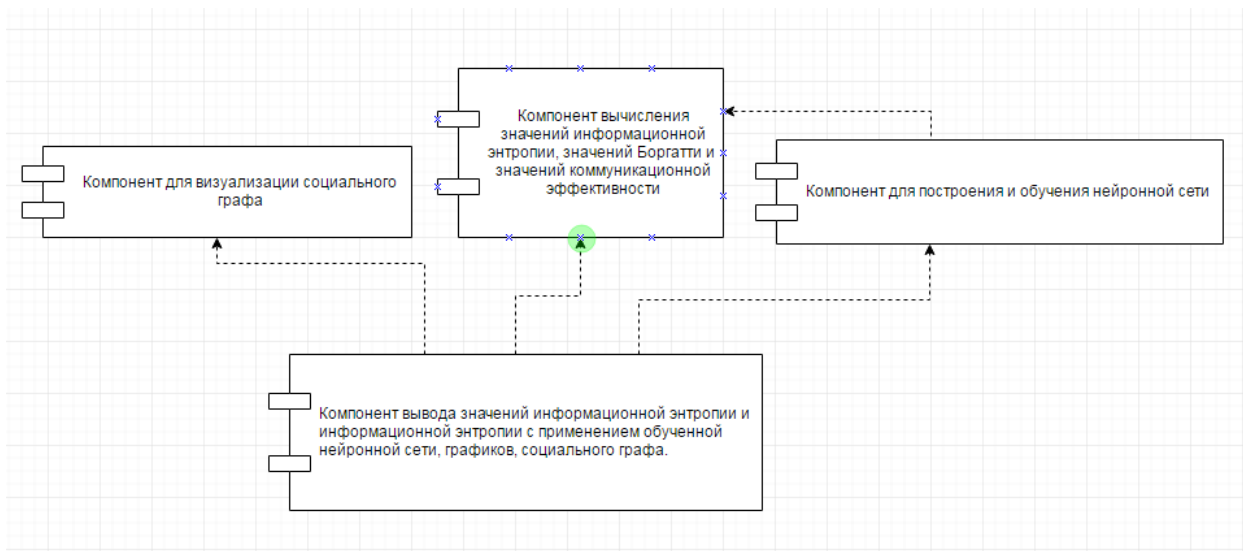 Компонент вычисления
значений информационной
энтропии, значений Боргатти и
значений коммуникационной
эффективности
Компонент для визуализации социального
графа
Компонент для построения и обучения нейронной сети
Компонент вывода значений информационной энтропии и
информационной энтропии с применением обученной
нейронной сети, графиков, социального графа.